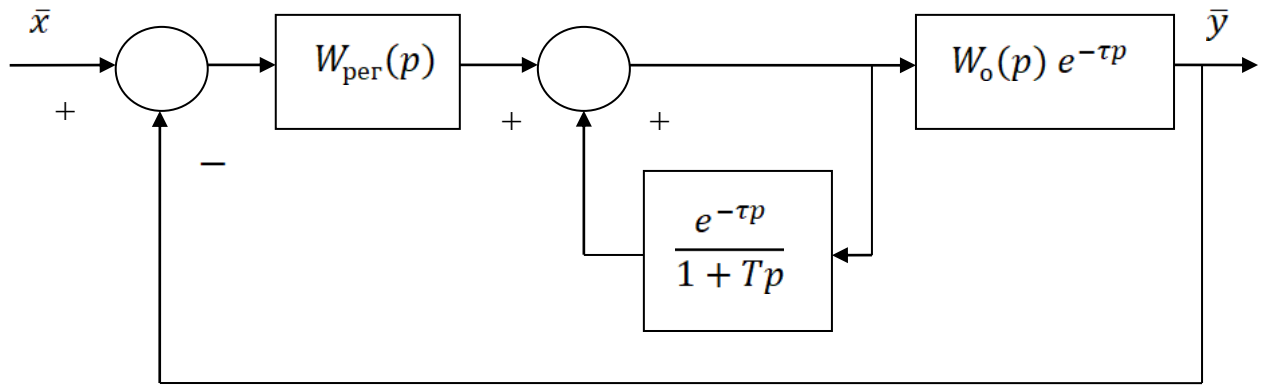 x̄
ȳ
W_рег(p)
W_о(p) e^{−τp}
+
+
+
−
e^{−τp}
1 + Tp